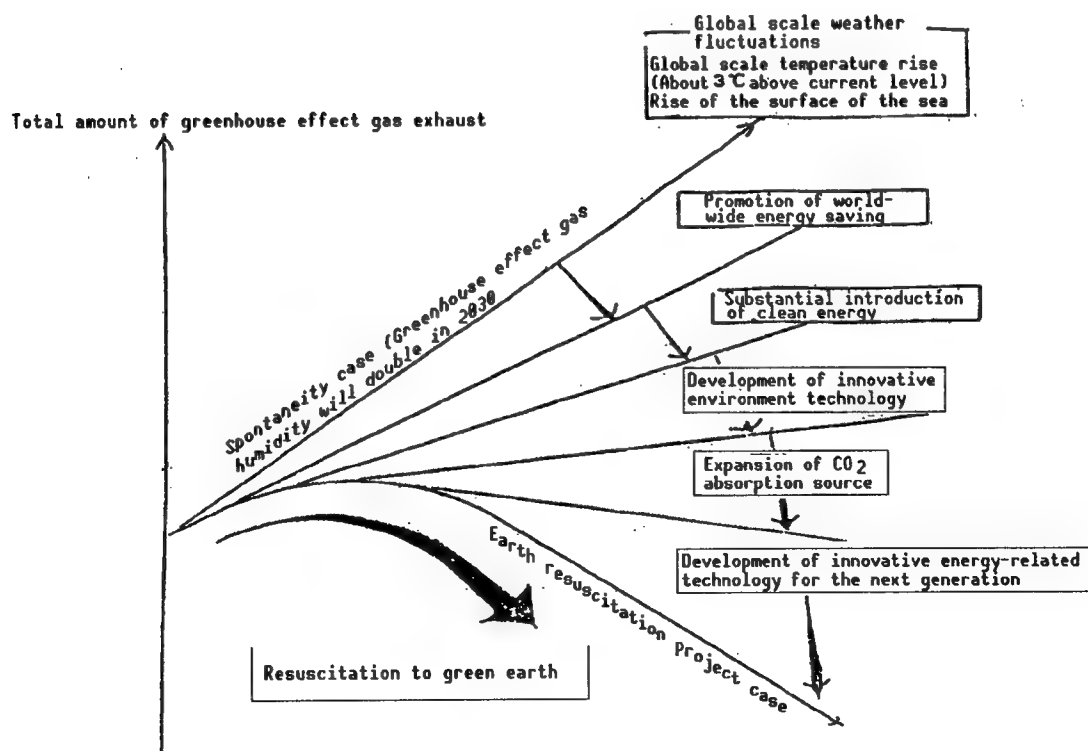 Global scale weather
fluctuations
Global scale temperature rise
(About 3℃ above current level)
Rise of the surface of the sea
Total amount of greenhouse effect gas exhaust
Promotion of world-
wide energy saving
Spontaneity case (Greenhouse effect gas
humidity will double in 2030
Substantial introduction
of clean energy
Development of innovative
environment technology
Expansion of CO2
absorption source
Earth resuscitation Project case
Development of innovative energy-related
technology for the next generation
Resuscitation to green earth